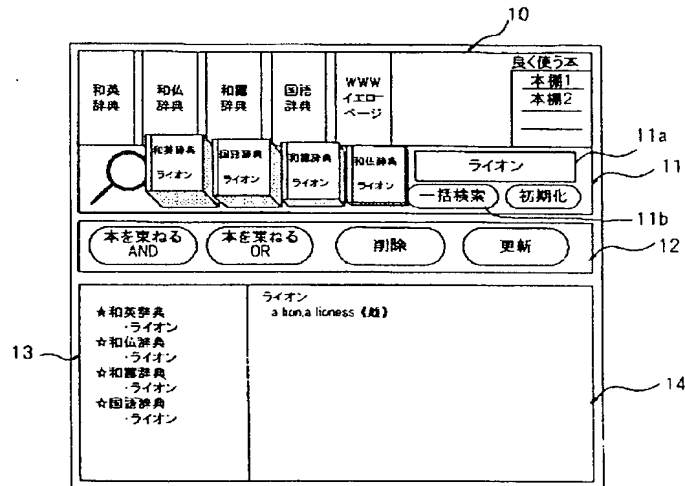 10
和英
辞典
和仏
辞典
和露
辞典
国語
辞典
WWW
イエロー
ページ
良く使う本
本棚1
本棚2
和英辞典
ライオン
国語辞典
ライオン
和露辞典
ライオン
和仏辞典
ライオン
ライオン
11a
11
一括検索
初期化
11b
本を束ねる
AND
本を束ねる
OR
削除
更新
12
13
★和英辞典
・ライオン
☆和仏辞典
・ライオン
★和露辞典
・ライオン
☆国語辞典
・ライオン
ライオン
a lion,a lioness《雌》
14